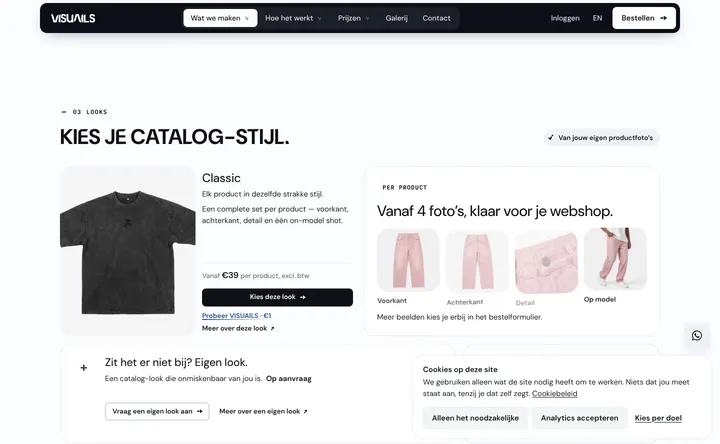 VISUAILS
Wat we maken
Hoe het werkt
Prijzen
Galerij
Contact
Inloggen
EN
Bestellen →
— 03 LOOKS
KIES JE CATALOG-STIJL.
✓ Van jouw eigen productfoto's
Classic
Elk product in dezelfde strakke stijl.
Een complete set per product — voorkant,
achterkant, detail en één on-model shot.
Vanaf €39 per product, excl. btw
Kies deze look →
Probeer VISUAILS - €1
Meer over deze look ↗
PER PRODUCT
Vanaf 4 foto's, klaar voor je webshop.
Voorkant
Achterkant
Detail
Op model
Meer beelden kies je erbij in het bestelformulier.
+
Zit het er niet bij? Eigen look.
Een catalog-look die onmiskenbaar van jou is. Op aanvraag
Vraag een eigen look aan →
Meer over een eigen look ↗
Cookies op deze site
We gebruiken alleen wat de site nodig heeft om te werken. Niets dat jou meet
staat aan, tenzij je dat zelf zegt. Cookiebeleid
Alleen het noodzakelijke
Analytics accepteren
Kies per doel